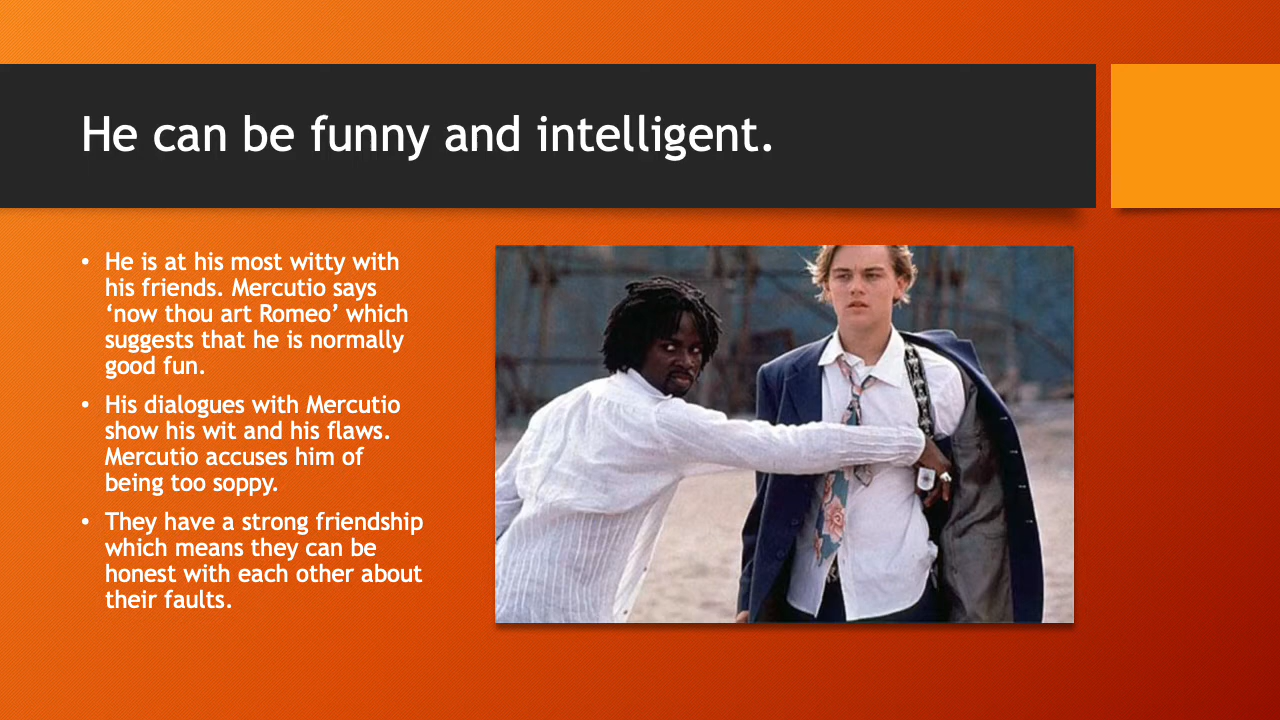 He can be funny and intelligent.
• He is at his most witty with
his friends. Mercutio says
‘now thou art Romeo’ which
suggests that he is normally
good fun.
• His dialogues with Mercutio
show his wit and his flaws.
Mercutio accuses him of
being too soppy.
• They have a strong friendship
which means they can be
honest with each other about
their faults.